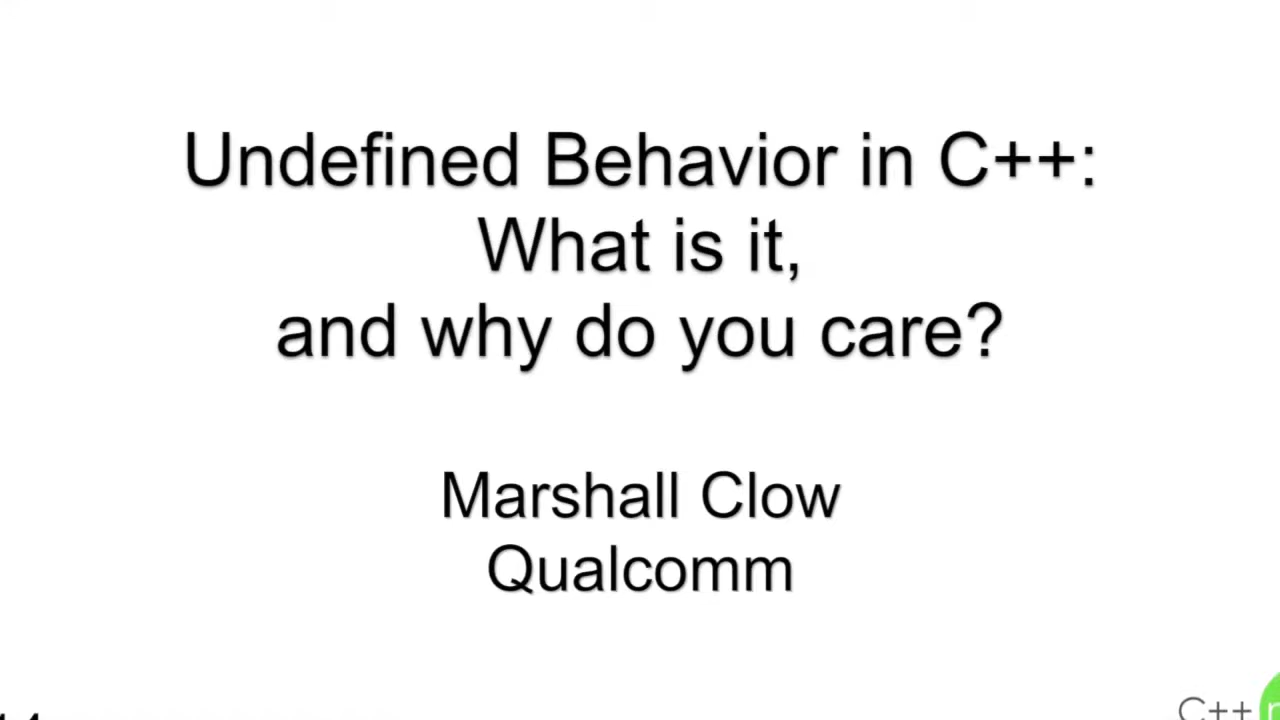 Undefined Behavior in C++:
What is it,
and why do you care?
Marshall Clow
Qualcomm
C++